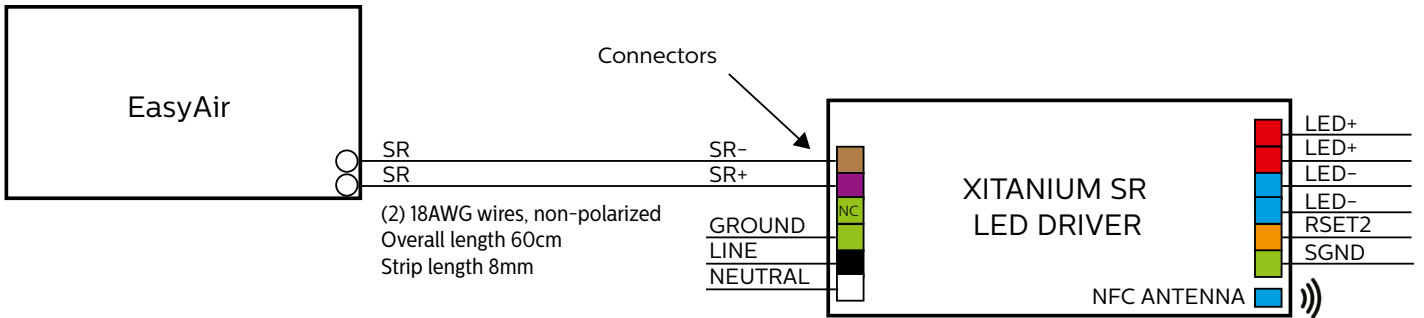 Connectors
EasyAir
SR
SR
SR-
SR+
(2) 18AWG wires, non-polarized
Overall length 60cm
Strip length 8mm
NC
GROUND
LINE
NEUTRAL
XITANIUM SR
LED DRIVER
NFC ANTENNA
LED+
LED+
LED-
LED-
RSET2
SGND